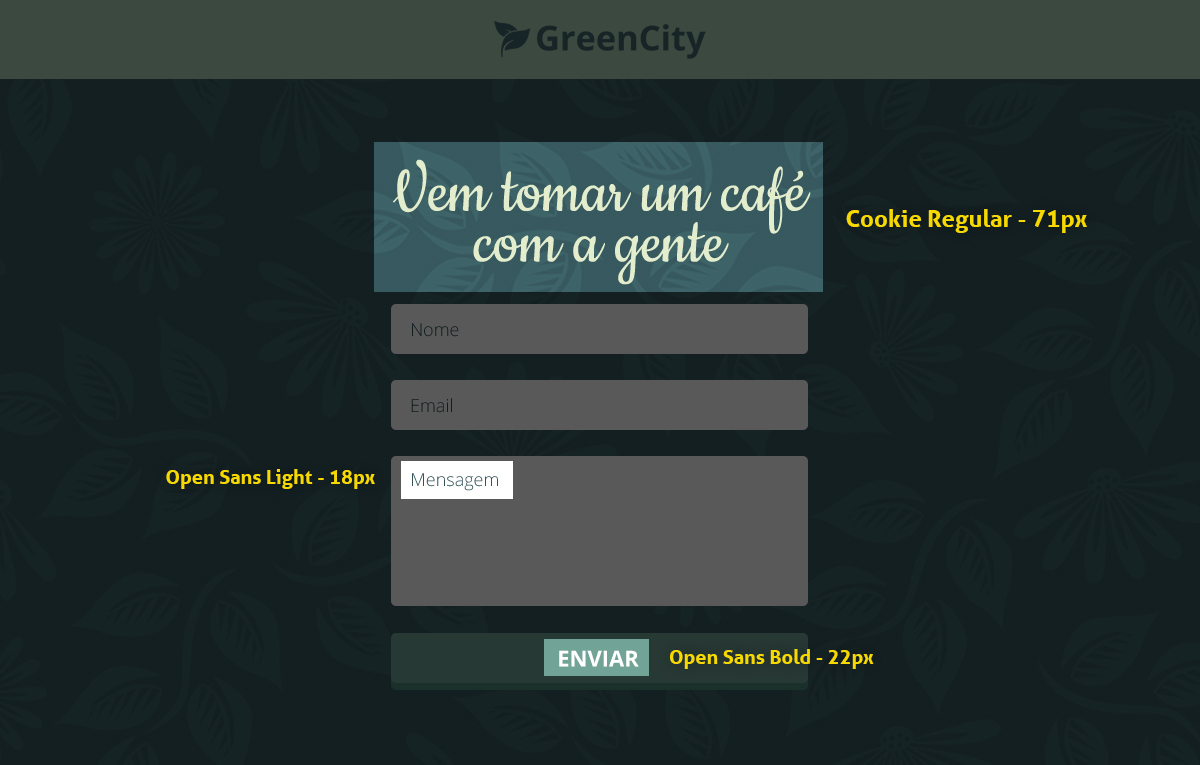 GreenCity
Vem tomar um café
com a gente
Cookie Regular - 71px
Nome
Email
Open Sans Light - 18px
Mensagem
ENVIAR
Open Sans Bold - 22px